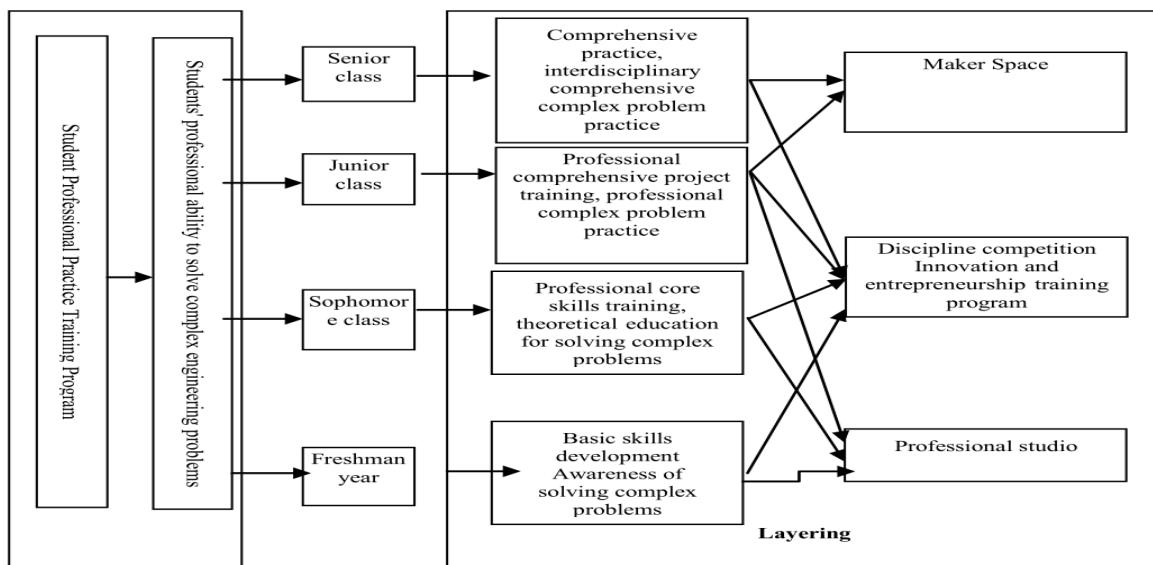 Student Professional Practice Training Program
Students' professional ability to solve complex engineering problems
Senior
class
Junior
class
Sophomor
e class
Freshman
year
Comprehensive
practice,
interdisciplinary
comprehensive
complex problem
practice
Professional
comprehensive project
training, professional
complex problem
practice
Professional core
skills training,
theoretical education
for solving complex
problems
Basic skills
development
Awareness of
solving complex
problems
Maker Space
Discipline competition
Innovation and
entrepreneurship training
program
Professional studio
Layering